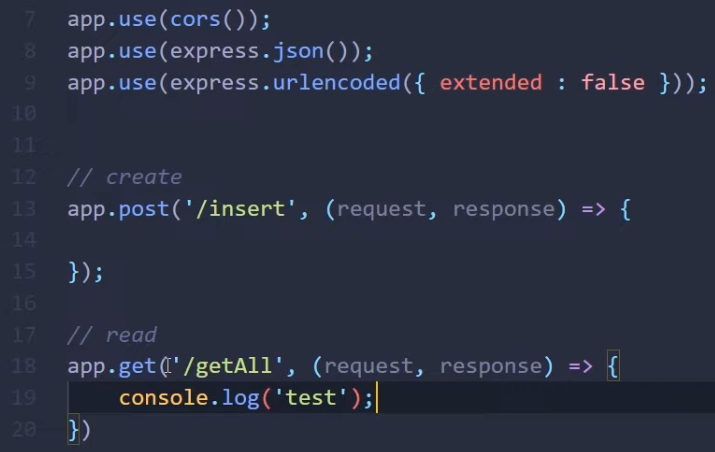 7 app.use(cors());
8 app.use(express.json());
9 app.use(express.urlencoded({ extended : false }));
10
11
12 // create
13 app.post('/insert', (request, response) => {
14
15 });
16
17 // read
18 app.get('/getAll', (request, response) => {
19 console.log('test');
20 })